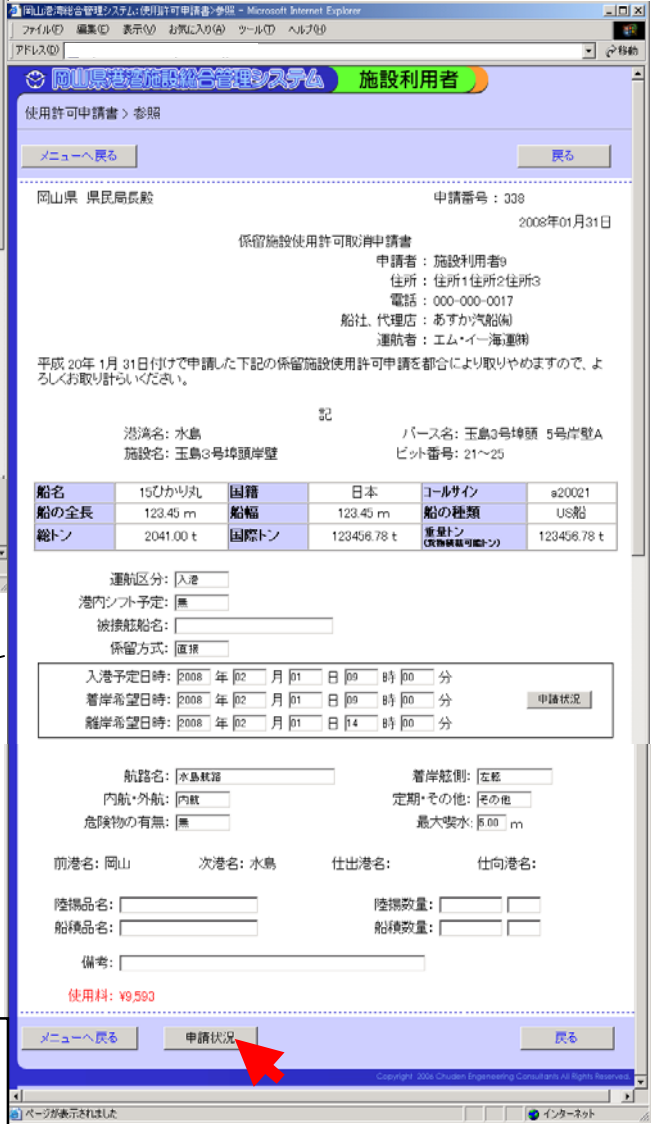 岡山港湾総合管理システム:使用許可申請書>参照 - Microsoft Internet Explorer
ファイル(F) 編集(E) 表示(V) お気に入り(A) ツール(T) ヘルプ(H)
アドレス(D) 移動
岡山県港湾施設総合管理システム 施設利用者
使用許可申請書> 参照
メニューへ戻る 戻る
岡山県 県民局長殿 申請番号 : 338
2008年01月31日
係留施設使用許可取消申請書
申請者 : 施設利用者9
住所 : 住所1住所2住所3
電話 : 000-000-0017
船社、代理店 : あすか汽船㈱
運航者 : エム・イー海運㈱
平成 20年 1月 31日付けで申請した下記の係留施設使用許可申請を都合により取りやめますので、よ
ろしくお取り計らいください。
記
港湾名: 水島 バース名: 玉島3号埠頭 5号岸壁A
施設名: 玉島3号埠頭岸壁 ビット番号: 21~25
船名 15ひかり丸 国籍 日本 コールサイン a20021
船の全長 123.45 m 船幅 123.45 m 船の種類 US船
総トン 2041.00 t 国際トン 123456.78 t 重量トン (貨物積載可能トン) 123456.78 t
運航区分: 入港
港内シフト予定: 無
被接舷船名:
係留方式: 直接
入港予定日時: 2008 年 02 月 01 日 09 時 00 分
着岸希望日時: 2008 年 02 月 01 日 09 時 00 分 申請状況
離岸希望日時: 2008 年 02 月 01 日 14 時 00 分
航路名: 水島航路 着岸舷側: 左舷
内航・外航: 内航 定期・その他: その他
危険物の有無: 無 最大喫水: 5.00 m
前港名: 岡山 次港名: 水島 仕出港名: 仕向港名:
陸揚品名: 陸揚数量:
船積品名: 船積数量:
備考:
使用料: ¥9,593
メニューへ戻る 申請状況 戻る
Copyright 2006 Chuden Engeneering Consultants All Rights Reserved.
ページが表示されました インターネット